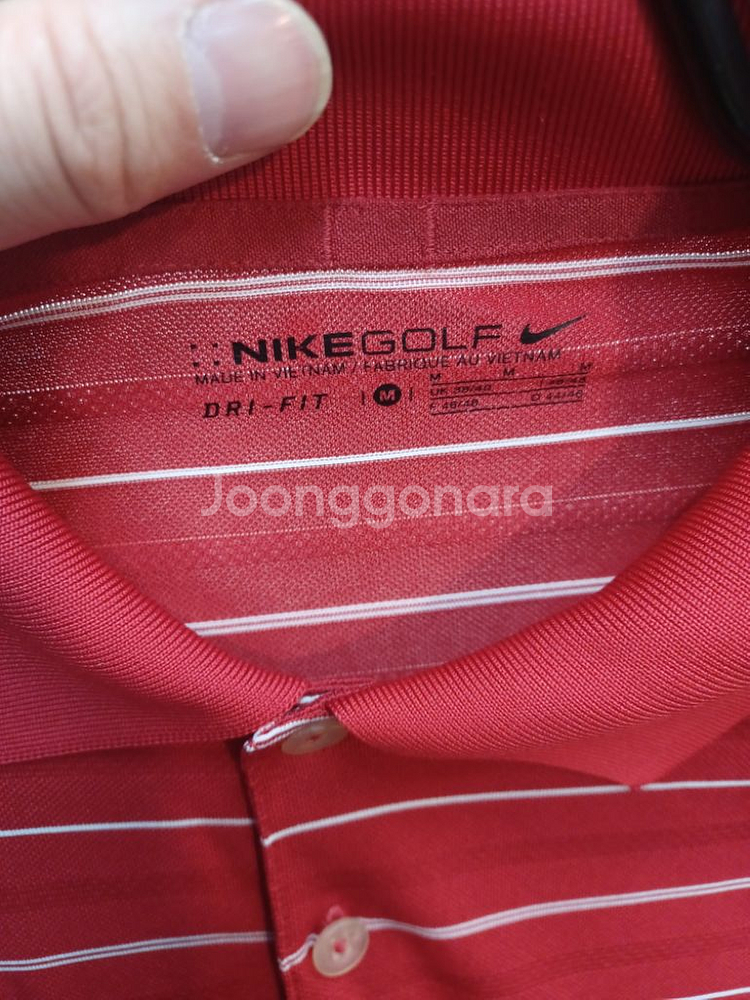 NIKEGOLF
MADE IN VIETNAM / FABRIQUE AU VIETNAM
DRI-FIT M
M M M
Joonggonara